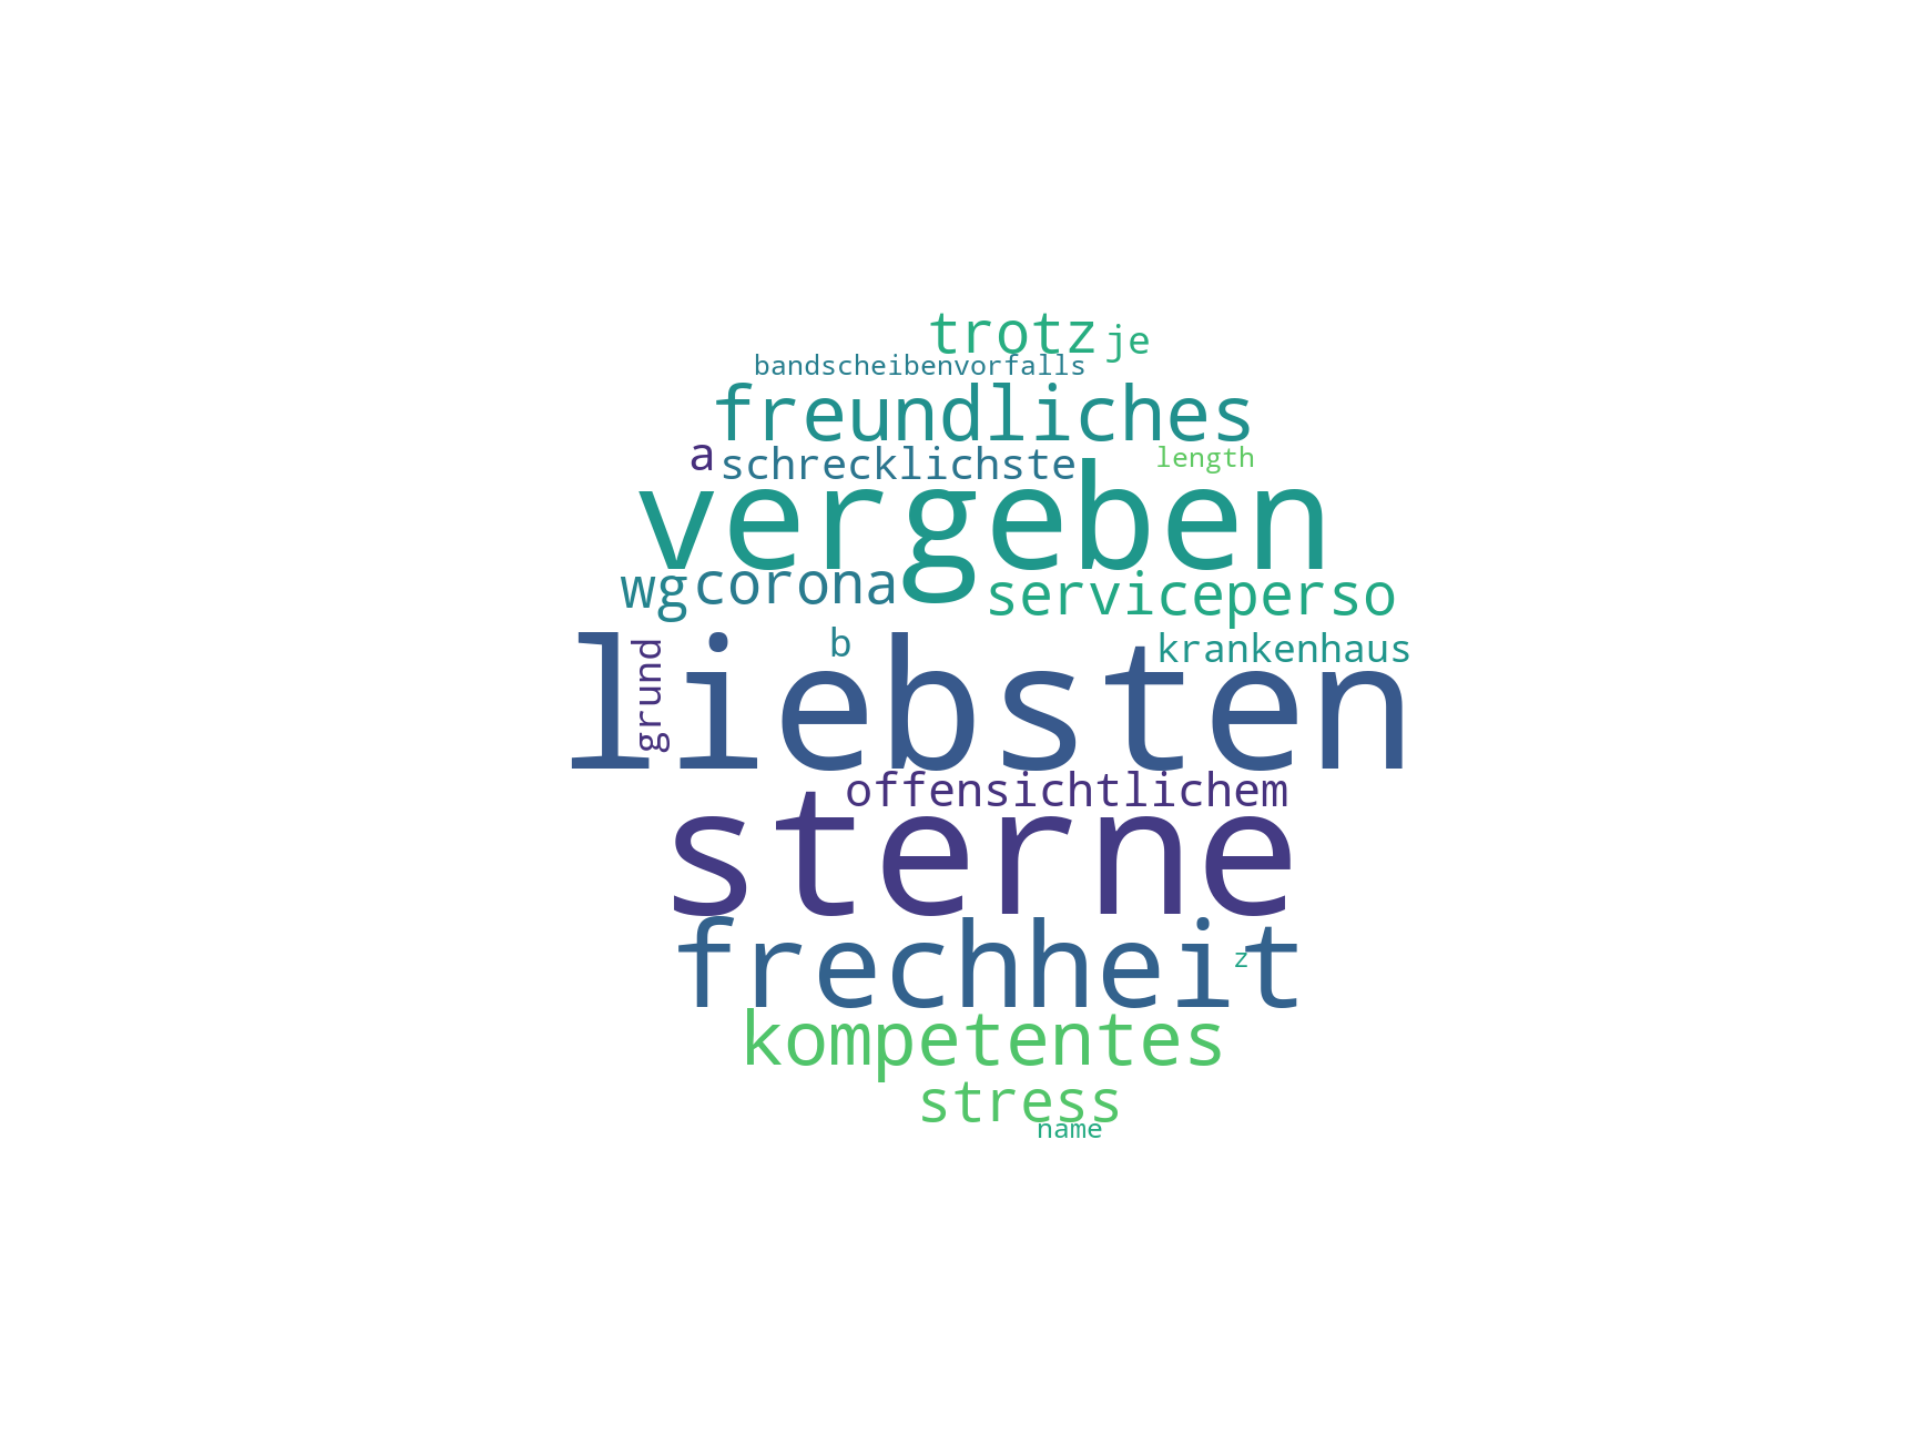 trotz je
bandscheibenvorfalls
freundliches
a schrecklichste length
vergeben
wg corona serviceperso
b krankenhaus
grund
liebsten
offensichtlichem
sterne
frechheit z
kompetentes
stress
name